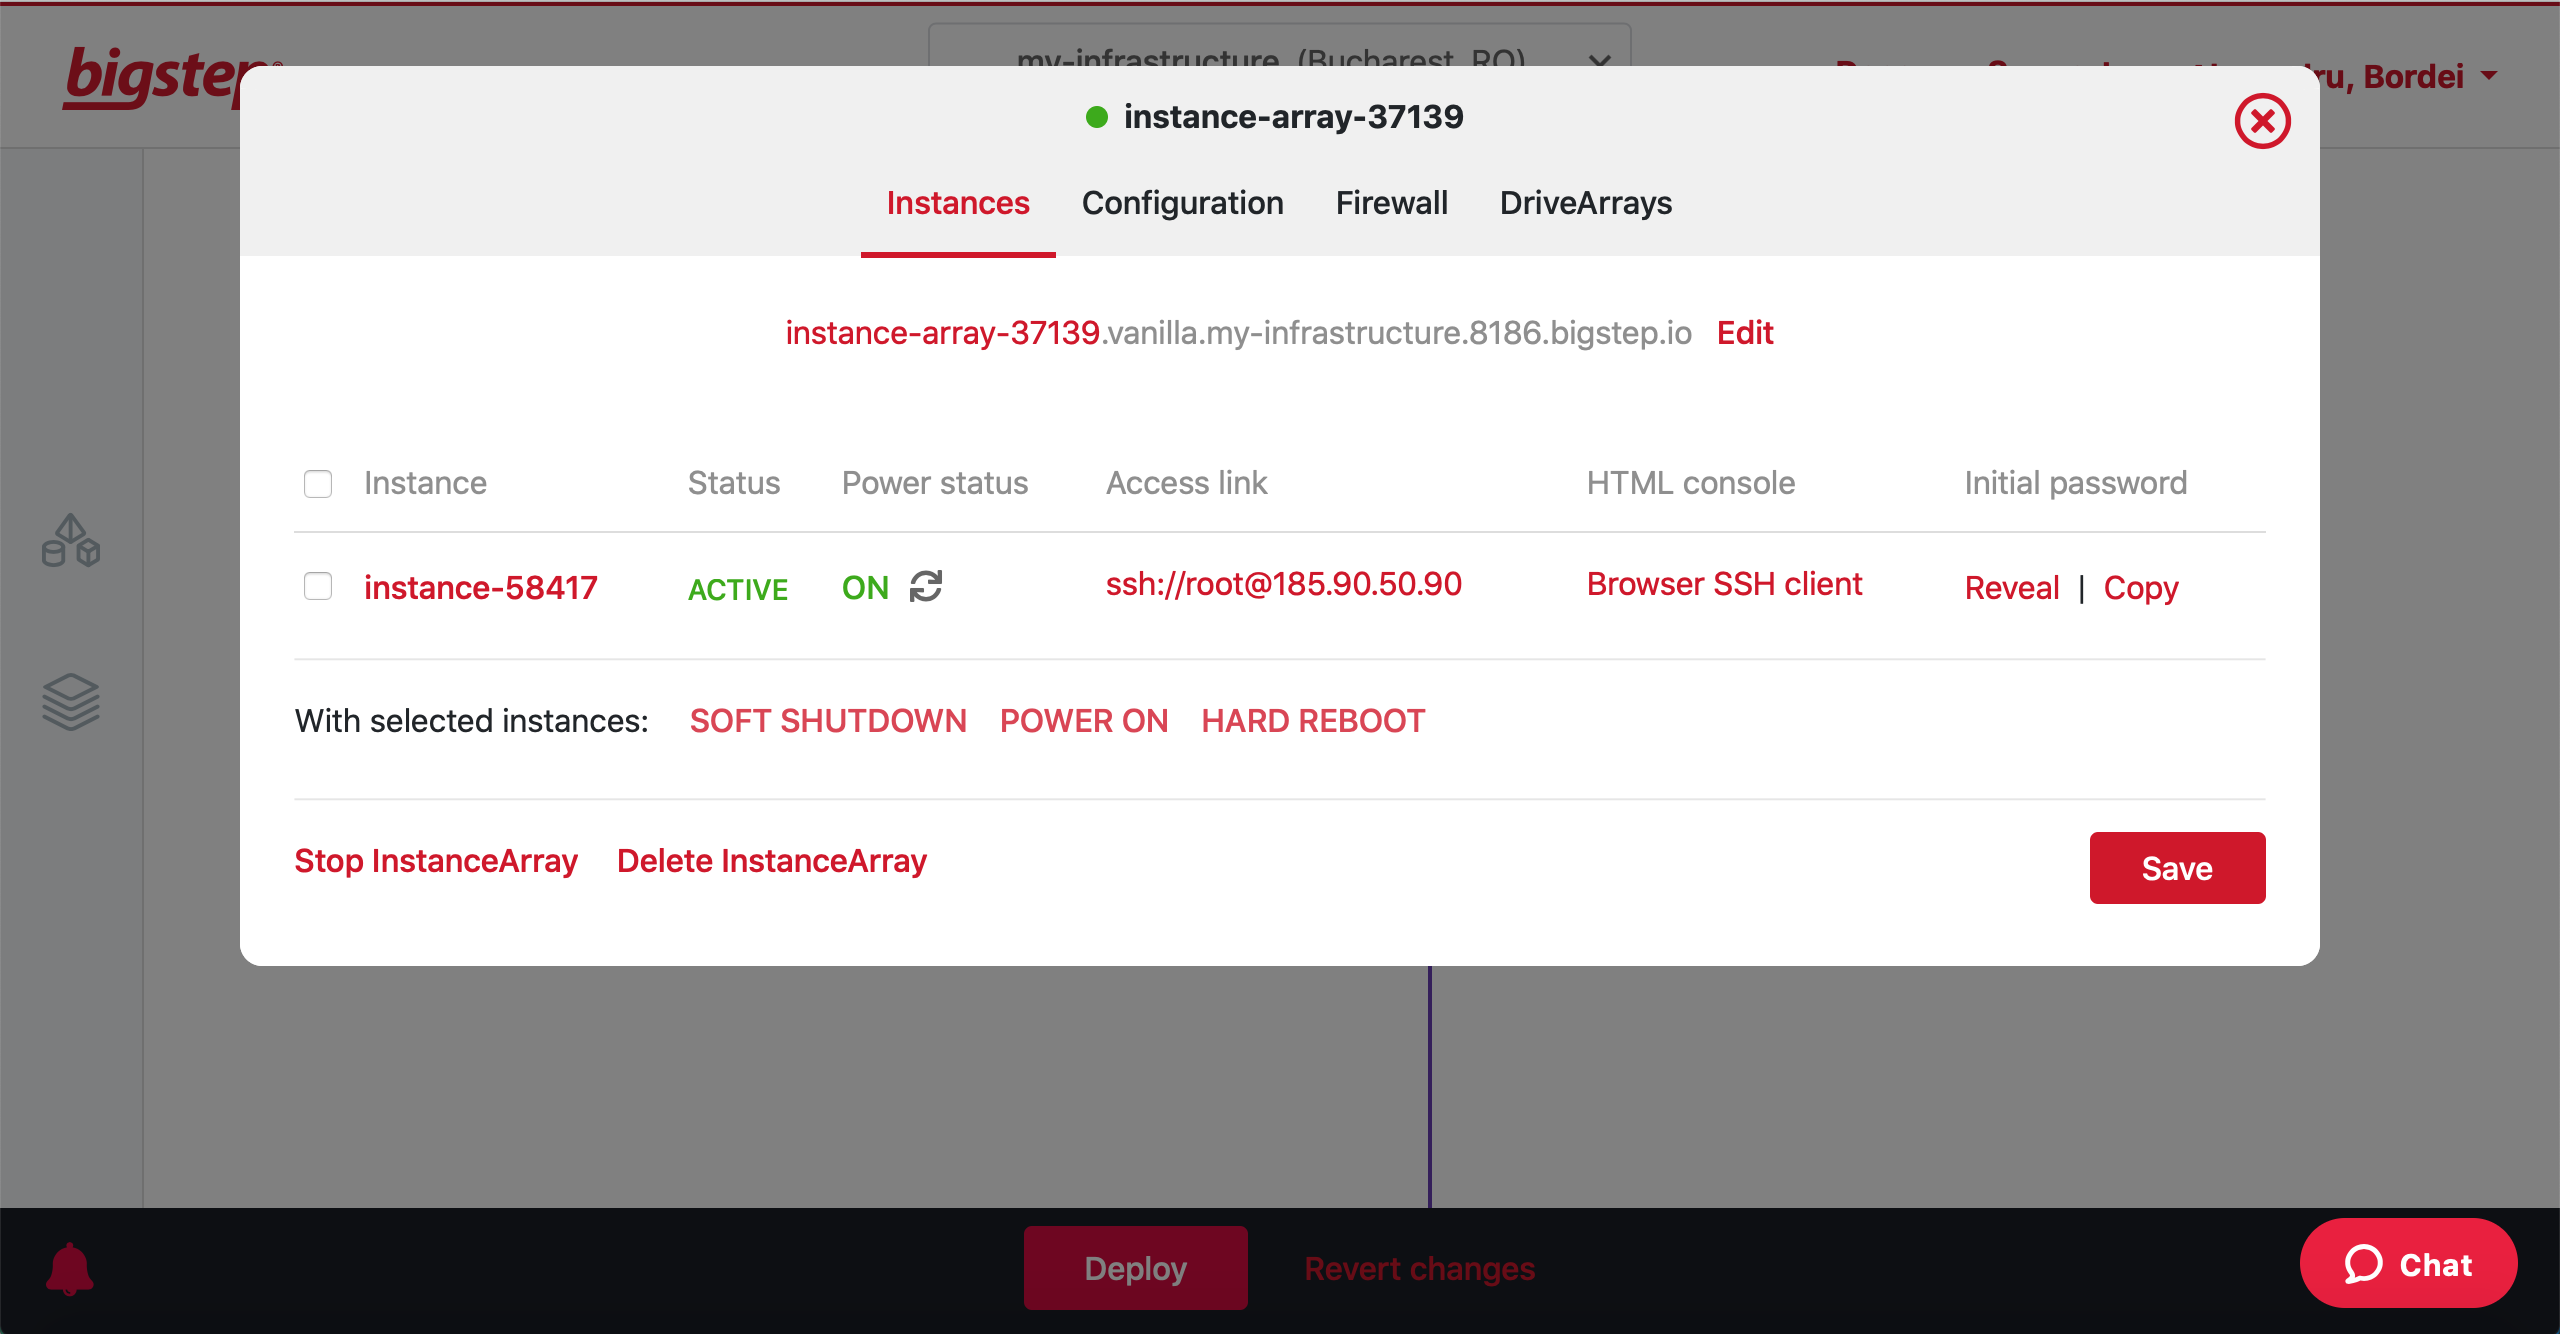 bigstep
my-infrastructure (Bucharest, RO)
Bordei
instance-array-37139
Instances Configuration Firewall DriveArrays
instance-array-37139.vanilla.my-infrastructure.8186.bigstep.io Edit
Instance Status Power status Access link HTML console Initial password
instance-58417 ACTIVE ON ssh://root@185.90.50.90 Browser SSH client Reveal | Copy
With selected instances: SOFT SHUTDOWN POWER ON HARD REBOOT
Stop InstanceArray Delete InstanceArray Save
Deploy Revert changes Chat